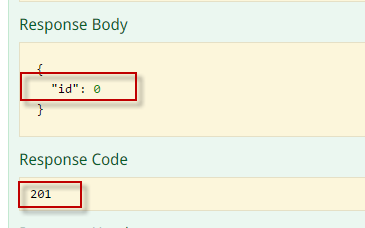 Response Body
{
"id": 0
}
Response Code
201